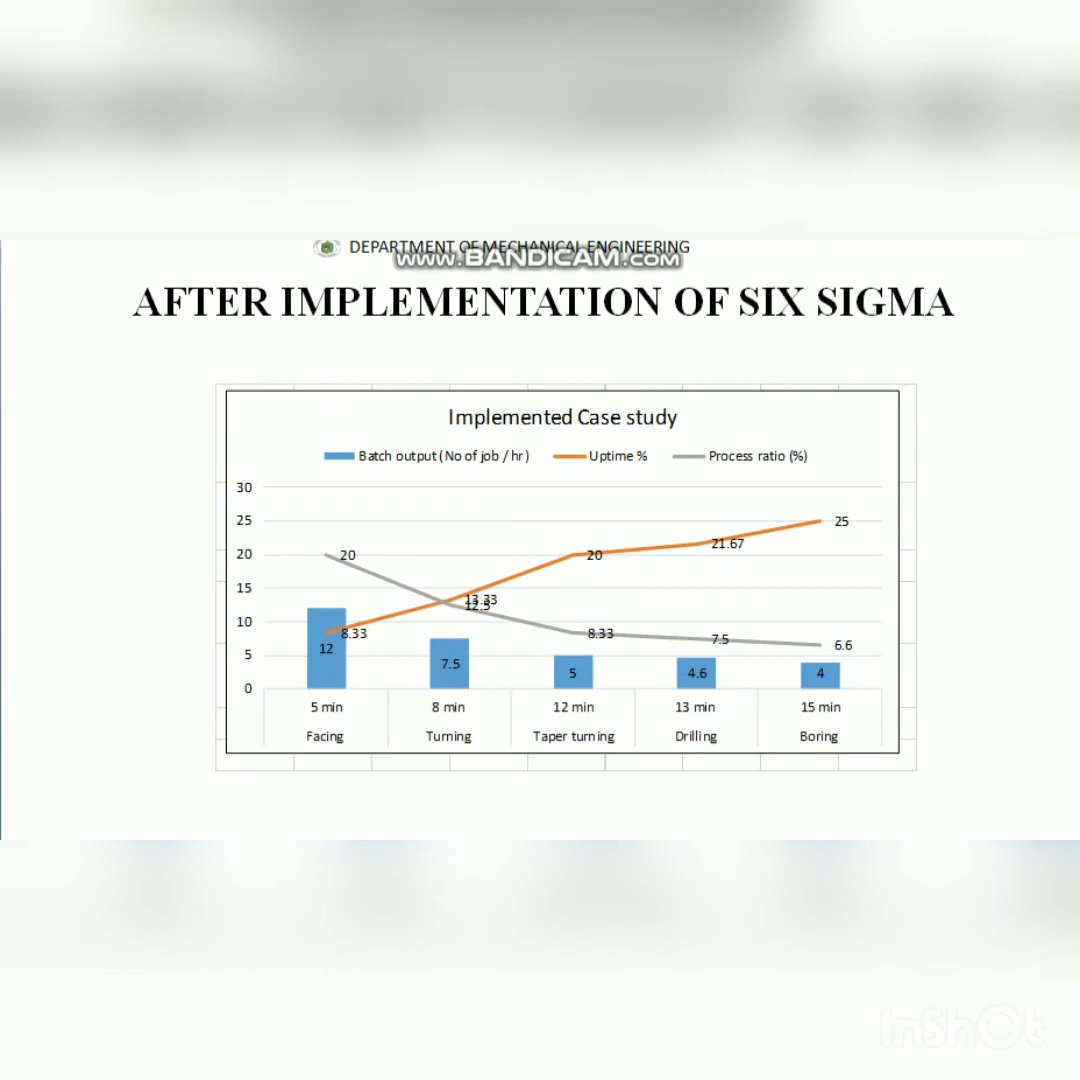 DEPARTMENT OF MECHANICAL ENGINEERING
WWW.BANDICAM.COM
AFTER IMPLEMENTATION OF SIX SIGMA
Implemented Case study
Batch output ( No of job / hr ) Uptime % Process ratio (%)
30
25 25
20 20 20
21.67
15
13.33
12.5
10
8.33 8.33 7.5 6.6
5
12 7.5 5 4.6 4
0
5 min 8 min 12 min 13 min 15 min
Facing Turning Taper turning Drilling Boring
InShOt